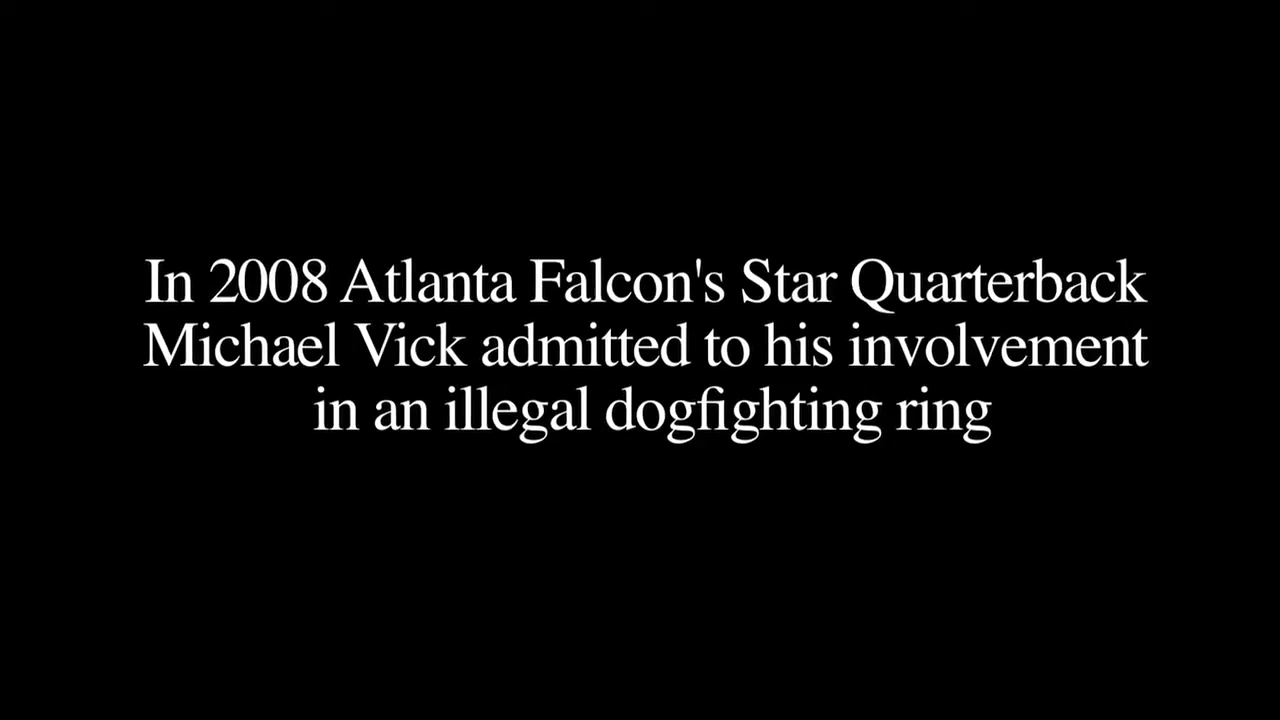 In 2008 Atlanta Falcon's Star Quarterback
Michael Vick admitted to his involvement
in an illegal dogfighting ring